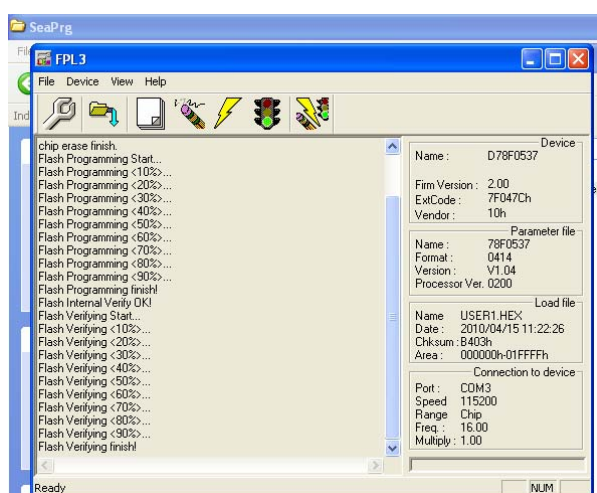 SeaPrg
Fil
FPL3
File Device View Help
Ind
chip erase finish.
Flash Programming Start...
Flash Programming <10%>...
Flash Programming <20%>...
Flash Programming <30%>...
Flash Programming <40%>...
Flash Programming <50%>...
Flash Programming <60%>...
Flash Programming <70%>...
Flash Programming <80%>...
Flash Programming <90%>...
Flash Programming finish!
Flash Internal Verify OK!
Flash Verifying Start...
Flash Verifying <10%>...
Flash Verifying <20%>...
Flash Verifying <30%>...
Flash Verifying <40%>...
Flash Verifying <50%>...
Flash Verifying <60%>...
Flash Verifying <70%>...
Flash Verifying <80%>...
Flash Verifying <90%>...
Flash Verifying finish!
Device
Name : D78F0537
Firm Version : 2.00
ExtCode : 7F047Ch
Vendor : 10h
Parameter file
Name : 78F0537
Format : 0414
Version : V1.04
Processor Ver. 0200
Load file
Name USER1.HEX
Date : 2010/04/15 11:22:26
Chksum : B403h
Area : 000000h-01FFFFh
Connection to device
Port : COM3
Speed 115200
Range Chip
Freq. : 16.00
Multiply : 1.00
Ready NUM